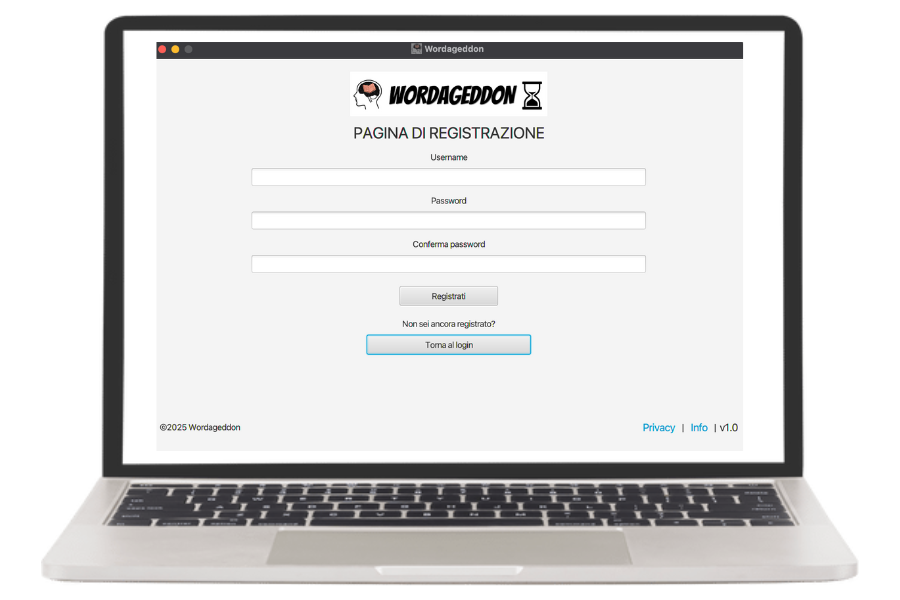 Wordageddon
WORDAGEDDON
PAGINA DI REGISTRAZIONE
Username
Password
Conferma password
Registrati
Non sei ancora registrato?
Torna al login
©2025 Wordageddon
Privacy | Info | v1.0